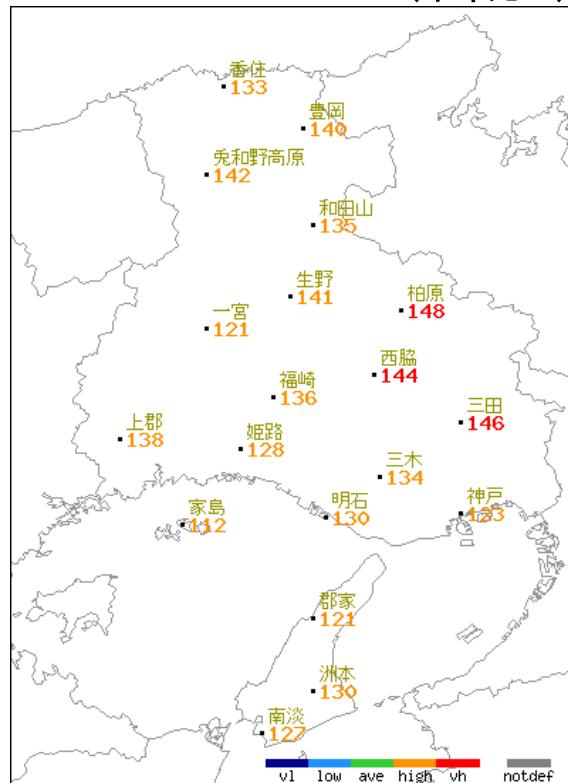 香住
133
豊岡
140
兎和野高原
142
和田山
135
生野
141
柏原
148
一宮
121
西脇
144
福崎
136
三田
146
上郡
138
姫路
128
三木
134
家島
112
明石
130
神戸
123
郡家
121
洲本
130
南淡
127
vl low ave high vh notdef